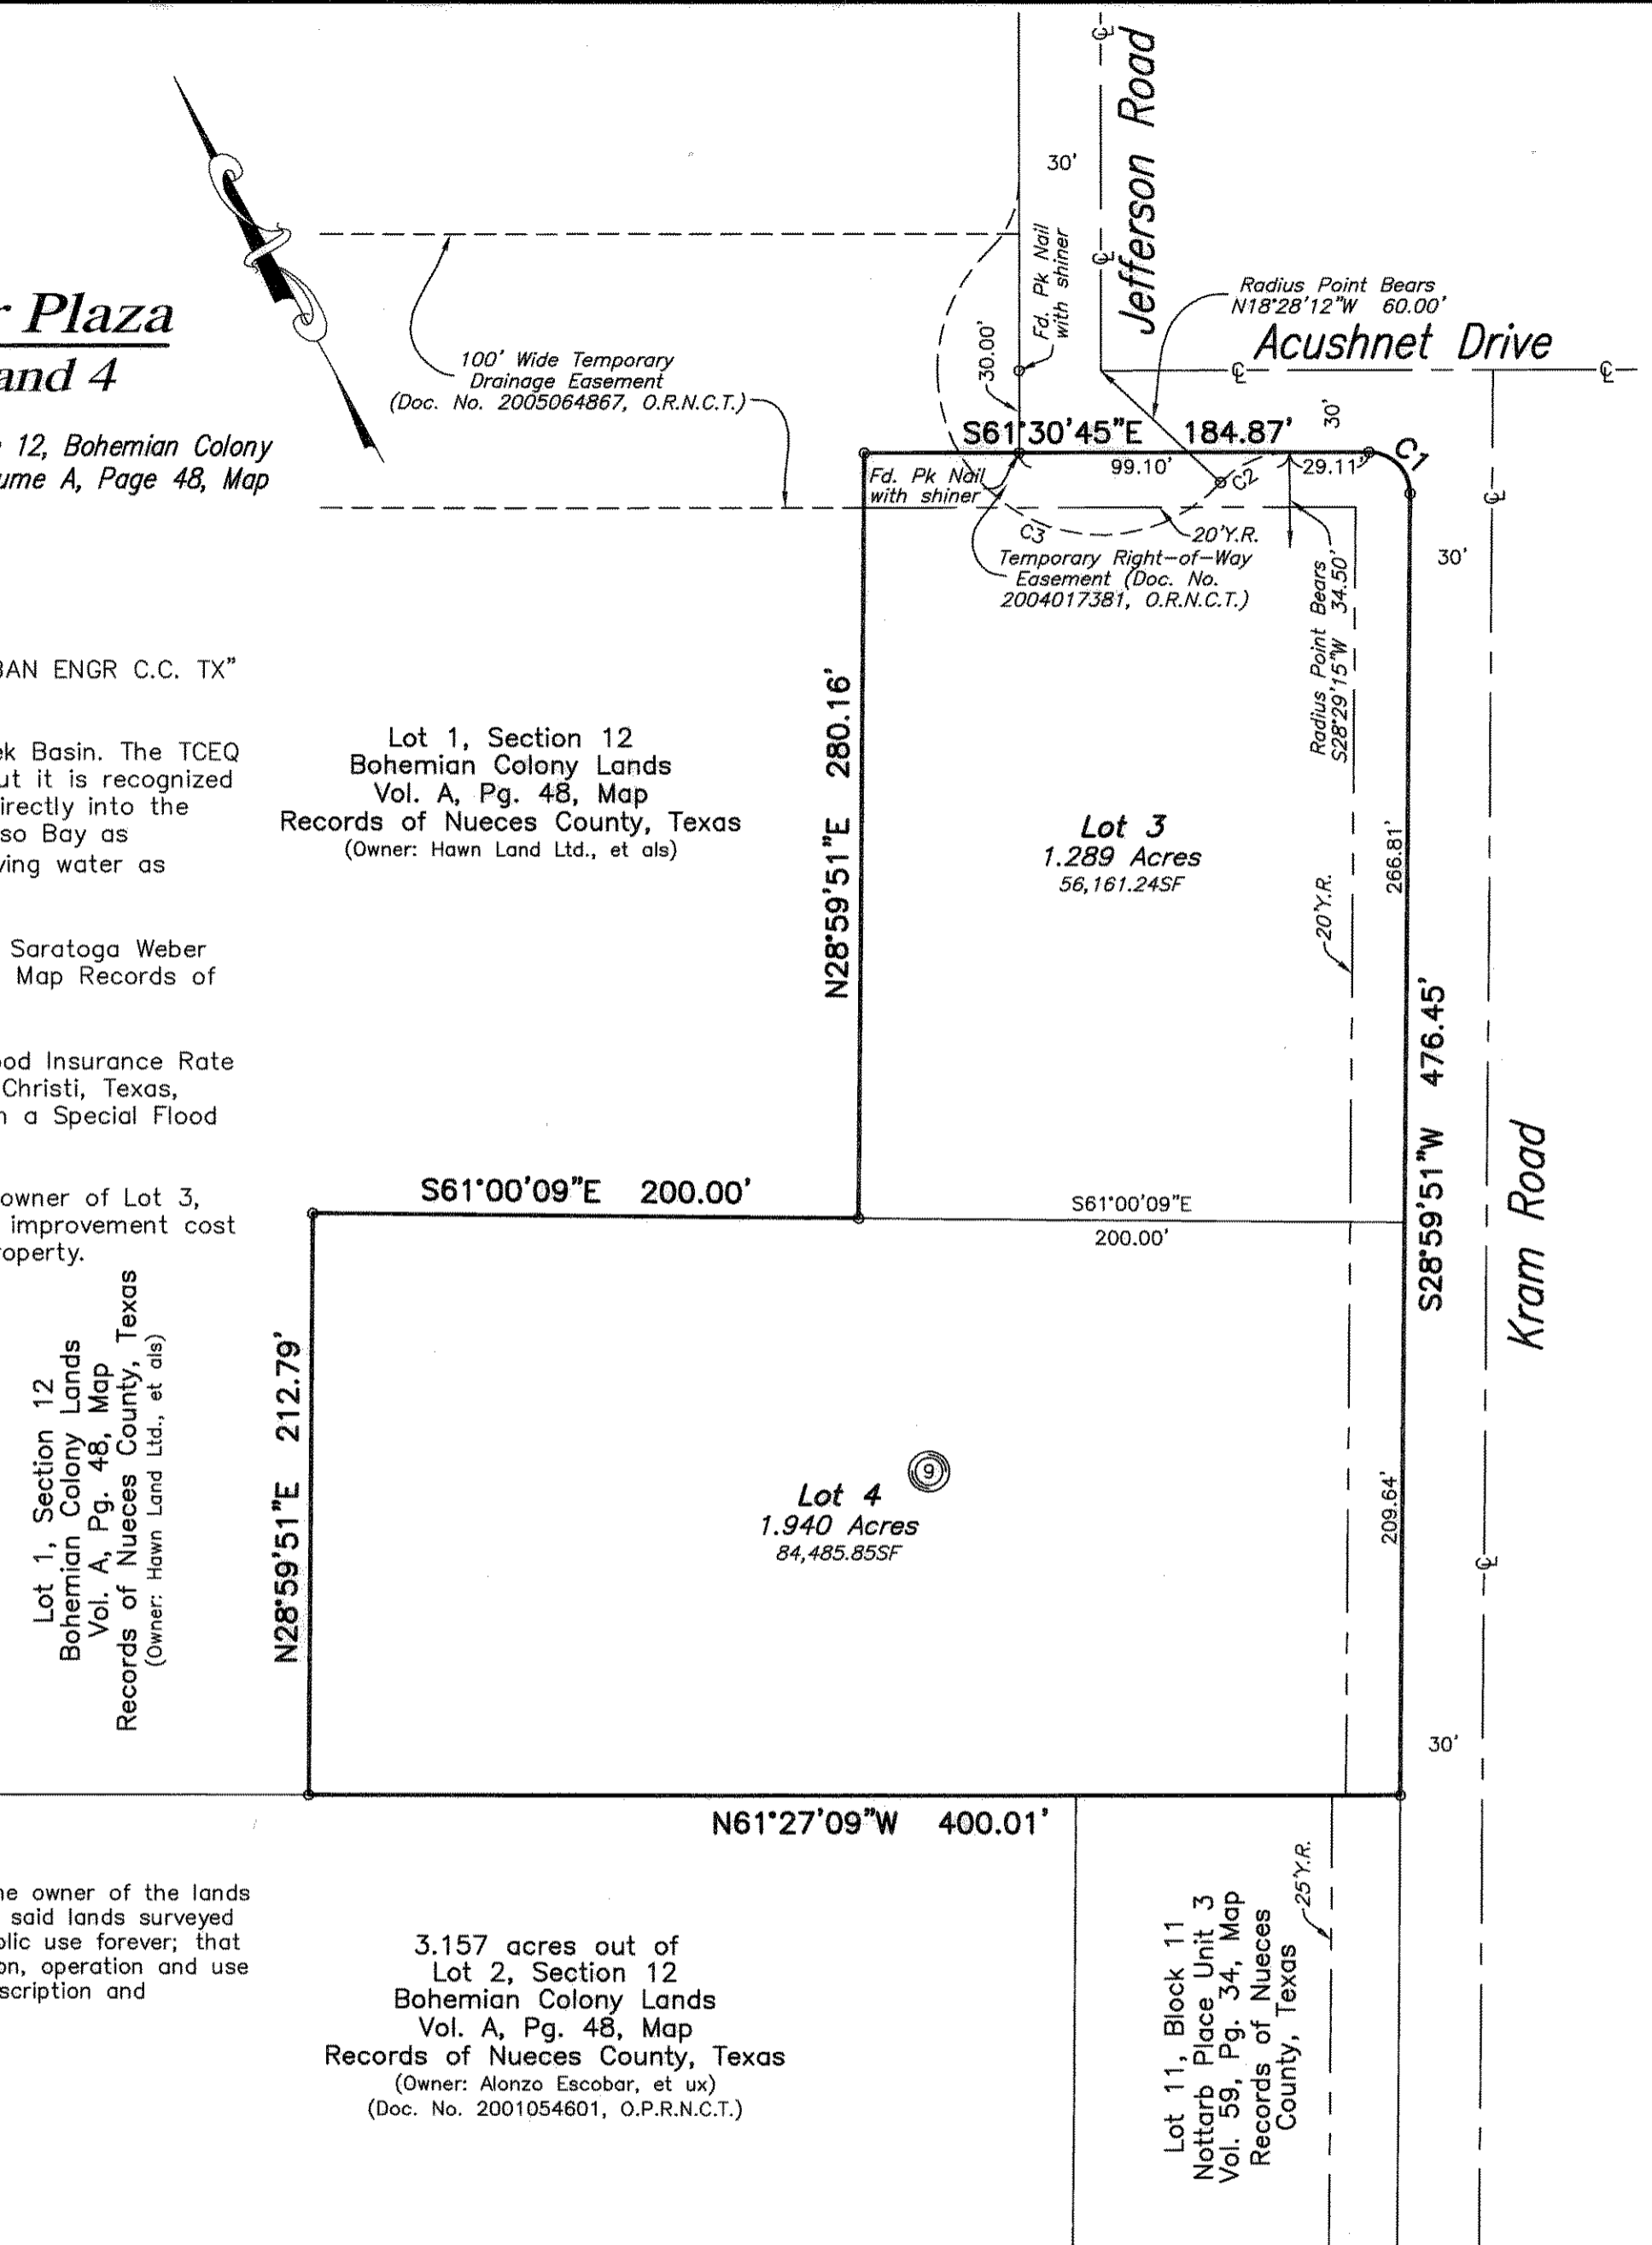 r Plaza
and 4
12, Bohemian Colony
ume A, Page 48, Map
BAN ENGR C.C. TX"
ek Basin. The TCEQ
ut it is recognized
irectly into the
so Bay as
ving water as
Saratoga Weber
Map Records of
ood Insurance Rate
Christi, Texas,
n a Special Flood
owner of Lot 3,
improvement cost
roperty.
Jefferson Road
30'
Fd. Pk Nail
with shiner
30.00'
Radius Point Bears
N18°28'12"W 60.00'
Acushnet Drive
100' Wide Temporary
Drainage Easement
(Doc. No. 2005064867, O.R.N.C.T.)
S61°30'45"E 184.87'
30'
C1
99.10'
29.11'
Fd. Pk Nail
with shiner
C2
C3
20'Y.R.
Temporary Right-of-Way
Easement (Doc. No.
2004017381, O.R.N.C.T.)
30'
Radius Point Bears
S28°29'15"W 34.50'
N28°59'51"E 280.16'
Lot 1, Section 12
Bohemian Colony Lands
Vol. A, Pg. 48, Map
Records of Nueces County, Texas
(Owner: Hawn Land Ltd., et als)
Lot 3
1.289 Acres
56,161.24SF
20'Y.R.
266.81'
S28°59'51"W 476.45'
Kram Road
S61°00'09"E 200.00'
S61°00'09"E
200.00'
Lot 1, Section 12
Bohemian Colony Lands
Vol. A, Pg. 48, Map
Records of Nueces County, Texas
(Owner: Hawn Land Ltd., et als)
N28°59'51"E 212.79'
9
Lot 4
1.940 Acres
84,485.85SF
209.64'
30'
N61°27'09"W 400.01'
ne owner of the lands
said lands surveyed
blic use forever; that
on, operation and use
scription and
3.157 acres out of
Lot 2, Section 12
Bohemian Colony Lands
Vol. A, Pg. 48, Map
Records of Nueces County, Texas
(Owner: Alonzo Escobar, et ux)
(Doc. No. 2001054601, O.P.R.N.C.T.)
Lot 11, Block 11
Nottarb Place Unit 3
Vol. 59, Pg. 34, Map
Records of Nueces
County, Texas
25'Y.R.